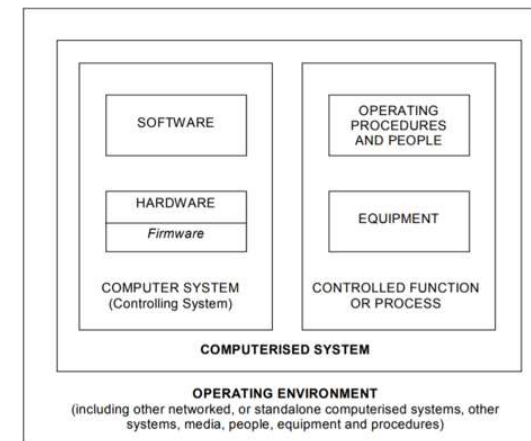 SOFTWARE
HARDWARE
Firmware
COMPUTER SYSTEM
(Controlling System)
OPERATING
PROCEDURES
AND PEOPLE
EQUIPMENT
CONTROLLED FUNCTION
OR PROCESS
COMPUTERISED SYSTEM
OPERATING ENVIRONMENT
(including other networked, or standalone computerised systems, other
systems, media, people, equipment and procedures)